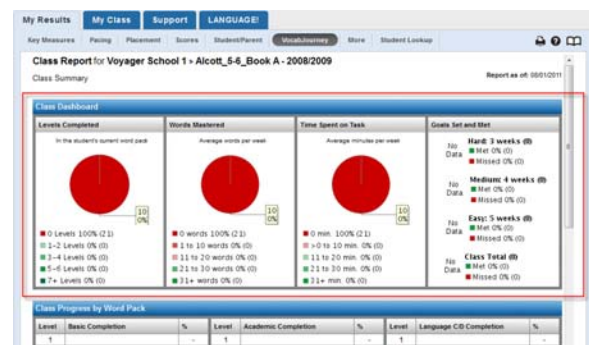 My Results My Class Support LANGUAGE!
Key Measures Pacing Placement Scores Student/Parent VocabJourney More Student Lookup
Class Report for Voyager School 1 » Alcott_5-6_Book A - 2008/2009
Class Summary Report as of: 08/01/2011
Class Dashboard
Levels Completed Words Mastered Time Spent on Task Goals Set and Met
In the student's current word pack
10
0%
0 Levels 100% (21)
1-2 Levels 0% (0)
3-4 Levels 0% (0)
5-6 Levels 0% (0)
7+ Levels 0% (0)
Average words per week
10
0%
0 words 100% (21)
1 to 10 words 0% (0)
11 to 20 words 0% (0)
21 to 30 words 0% (0)
31+ words 0% (0)
Average minutes per week
10
0%
0 min. 100% (21)
>0 to 10 min. 0% (0)
11 to 20 min. 0% (0)
21 to 30 min. 0% (0)
31+ min. 0% (0)
No Data
Hard: 3 weeks (0)
Met 0% (0)
Missed 0% (0)
No Data
Medium: 4 weeks (0)
Met 0% (0)
Missed 0% (0)
No Data
Easy: 5 weeks (0)
Met 0% (0)
Missed 0% (0)
No Data
Class Total (0)
Met 0% (0)
Missed 0% (0)
Class Progress by Word Pack
Level Basic Completion % Level Academic Completion % Level Language C/D Completion %
1 - 1 - 1 -